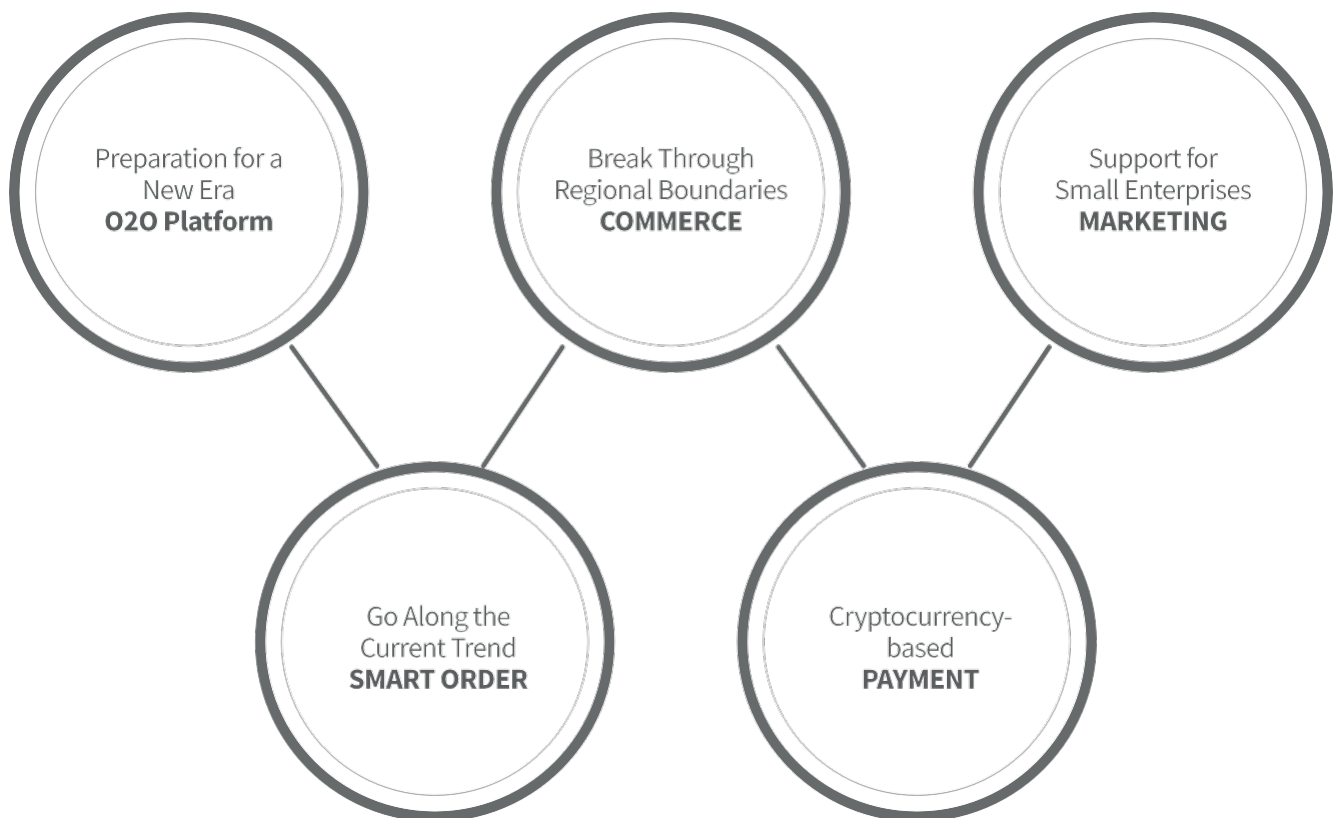 Preparation for a
New Era
O2O Platform
Break Through
Regional Boundaries
COMMERCE
Support for
Small Enterprises
MARKETING
Go Along the
Current Trend
SMART ORDER
Cryptocurrency-
based
PAYMENT